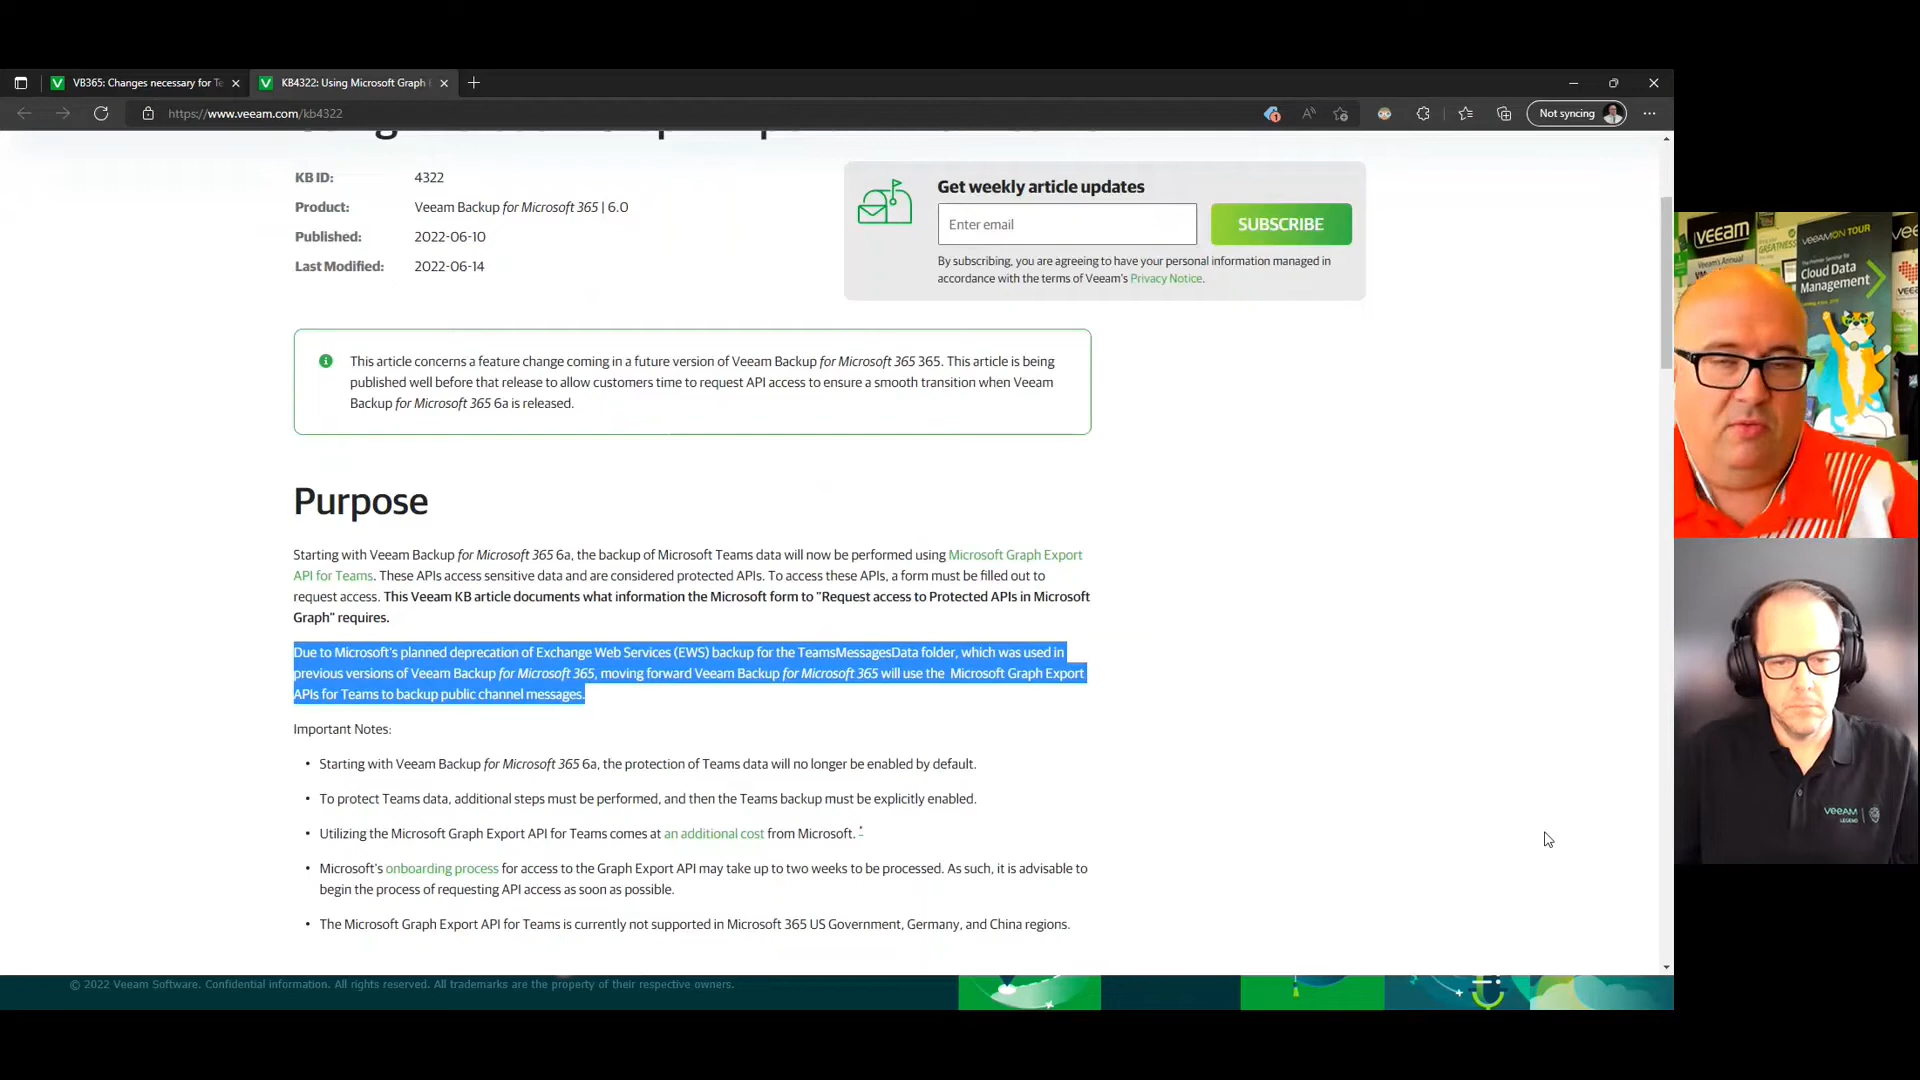 VB365: Changes necessary for Te
KB4322: Using Microsoft Graph
https://www.veeam.com/kb4322
Not syncing
KB ID: 4322
Product: Veeam Backup for Microsoft 365 | 6.0
Published: 2022-06-10
Last Modified: 2022-06-14
Get weekly article updates
Enter email
SUBSCRIBE
By subscribing, you are agreeing to have your personal information managed in
accordance with the terms of Veeam's Privacy Notice.
This article concerns a feature change coming in a future version of Veeam Backup for Microsoft 365 365. This article is being
published well before that release to allow customers time to request API access to ensure a smooth transition when Veeam
Backup for Microsoft 365 6a is released.
Purpose
Starting with Veeam Backup for Microsoft 365 6a, the backup of Microsoft Teams data will now be performed using Microsoft Graph Export
API for Teams. These APIs access sensitive data and are considered protected APIs. To access these APIs, a form must be filled out to
request access. This Veeam KB article documents what information the Microsoft form to "Request access to Protected APIs in Microsoft
Graph" requires.
Due to Microsoft's planned deprecation of Exchange Web Services (EWS) backup for the TeamsMessagesData folder, which was used in
previous versions of Veeam Backup for Microsoft 365, moving forward Veeam Backup for Microsoft 365 will use the Microsoft Graph Export
APIs for Teams to backup public channel messages.
Important Notes:
• Starting with Veeam Backup for Microsoft 365 6a, the protection of Teams data will no longer be enabled by default.
• To protect Teams data, additional steps must be performed, and then the Teams backup must be explicitly enabled.
• Utilizing the Microsoft Graph Export API for Teams comes at an additional cost from Microsoft. *
• Microsoft's onboarding process for access to the Graph Export API may take up to two weeks to be processed. As such, it is advisable to
begin the process of requesting API access as soon as possible.
• The Microsoft Graph Export API for Teams is currently not supported in Microsoft 365 US Government, Germany, and China regions.
© 2022 Veeam Software. Confidential information. All rights reserved. All trademarks are the property of their respective owners.
veeam
VEEAMON TOUR
Cloud Data
Management
VeeAM
LEGEND